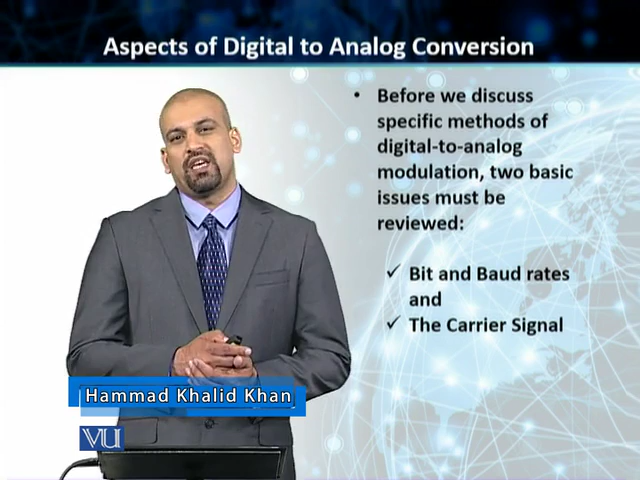 Aspects of Digital to Analog Conversion
• Before we discuss
specific methods of
digital-to-analog
modulation, two basic
issues must be
reviewed:
✓ Bit and Baud rates
and
✓ The Carrier Signal
Hammad Khalid Khan
VU